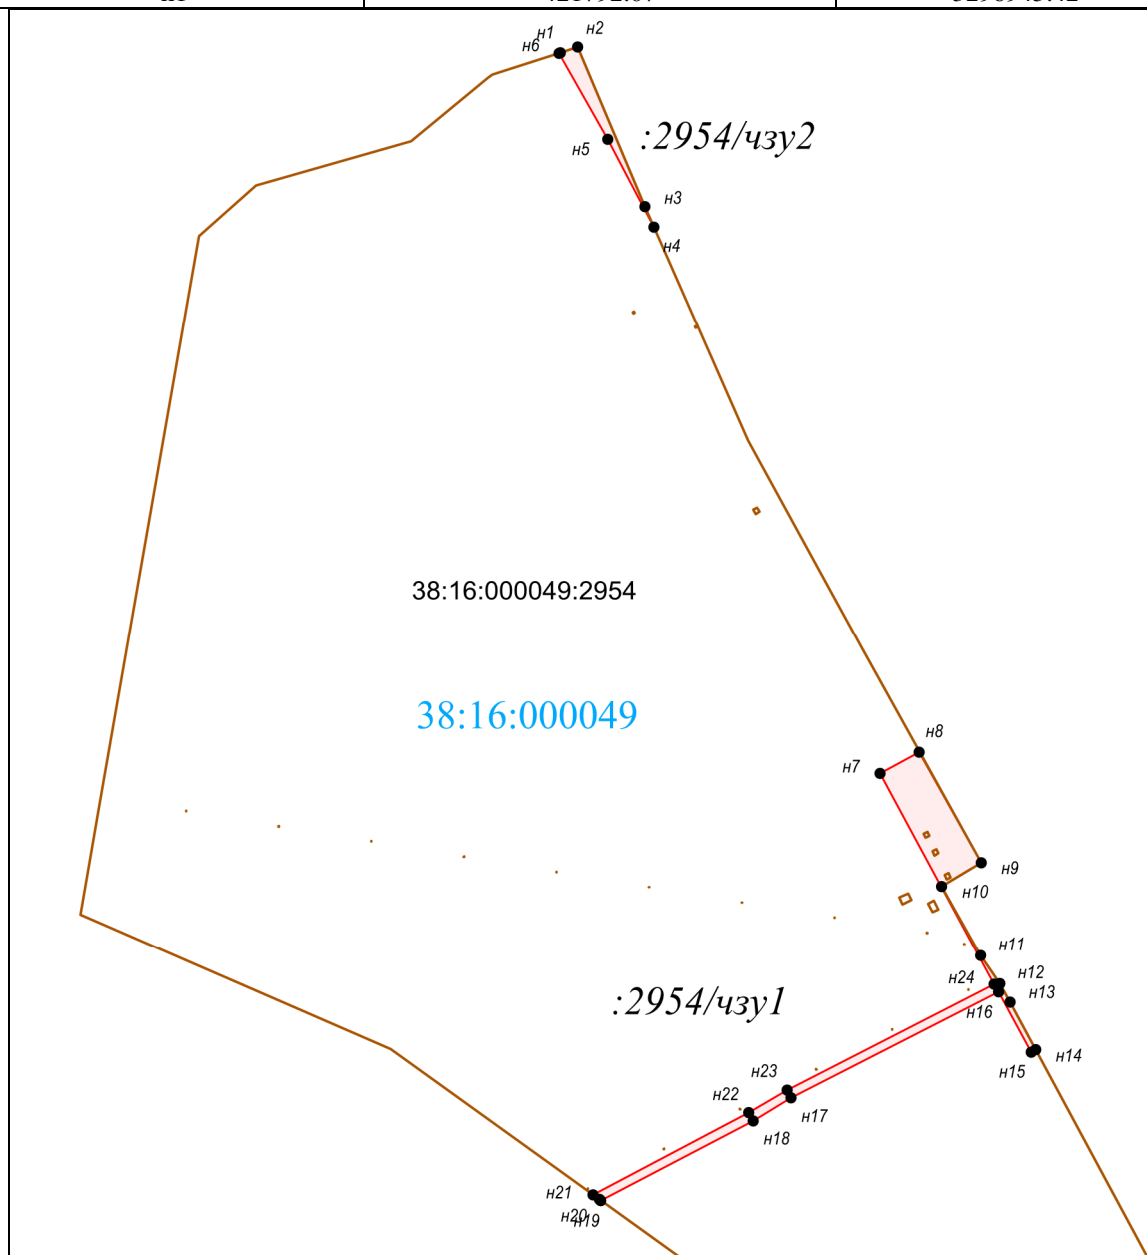 н1
н2
н6
:2954/чзу2
н5
н3
н4
38:16:000049:2954
38:16:000049
н8
н7
н9
н10
н11
н24
н12
:2954/чзу1
н16
н13
н14
н15
н23
н22
н17
н18
н21
н20
н19